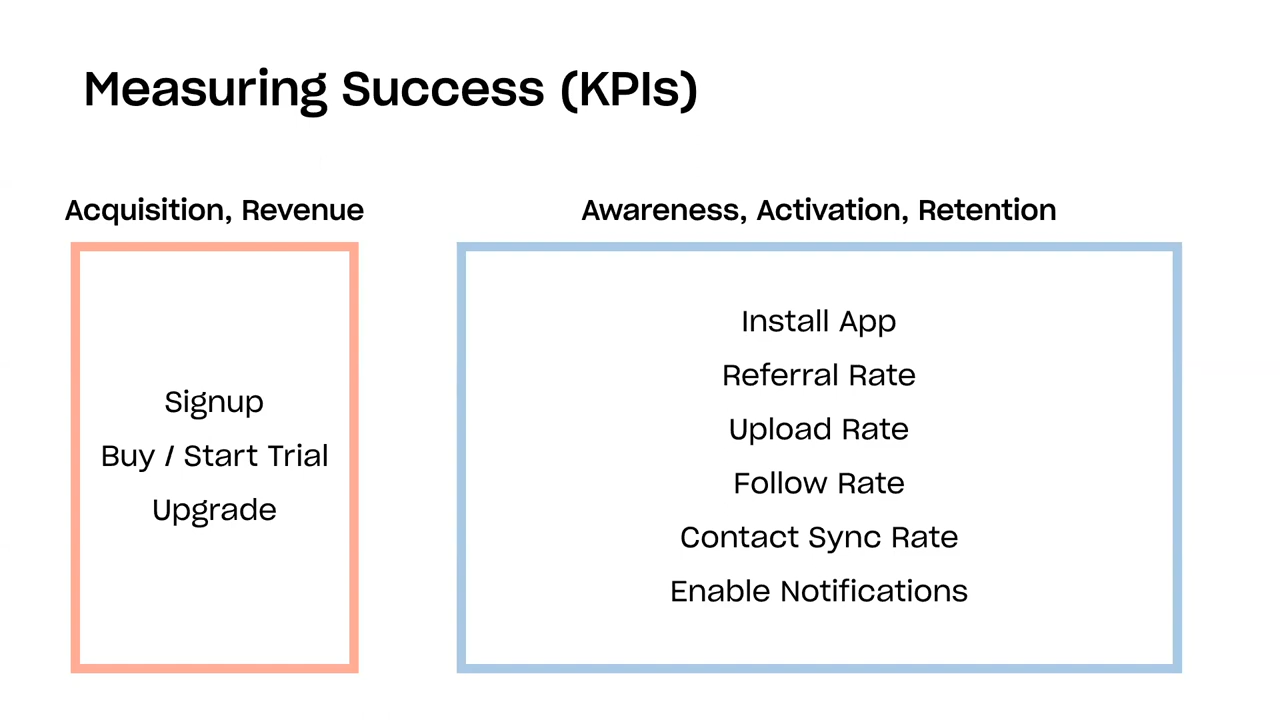 Measuring Success (KPIs)
Acquisition, Revenue
Signup
Buy / Start Trial
Upgrade
Awareness, Activation, Retention
Install App
Referral Rate
Upload Rate
Follow Rate
Contact Sync Rate
Enable Notifications